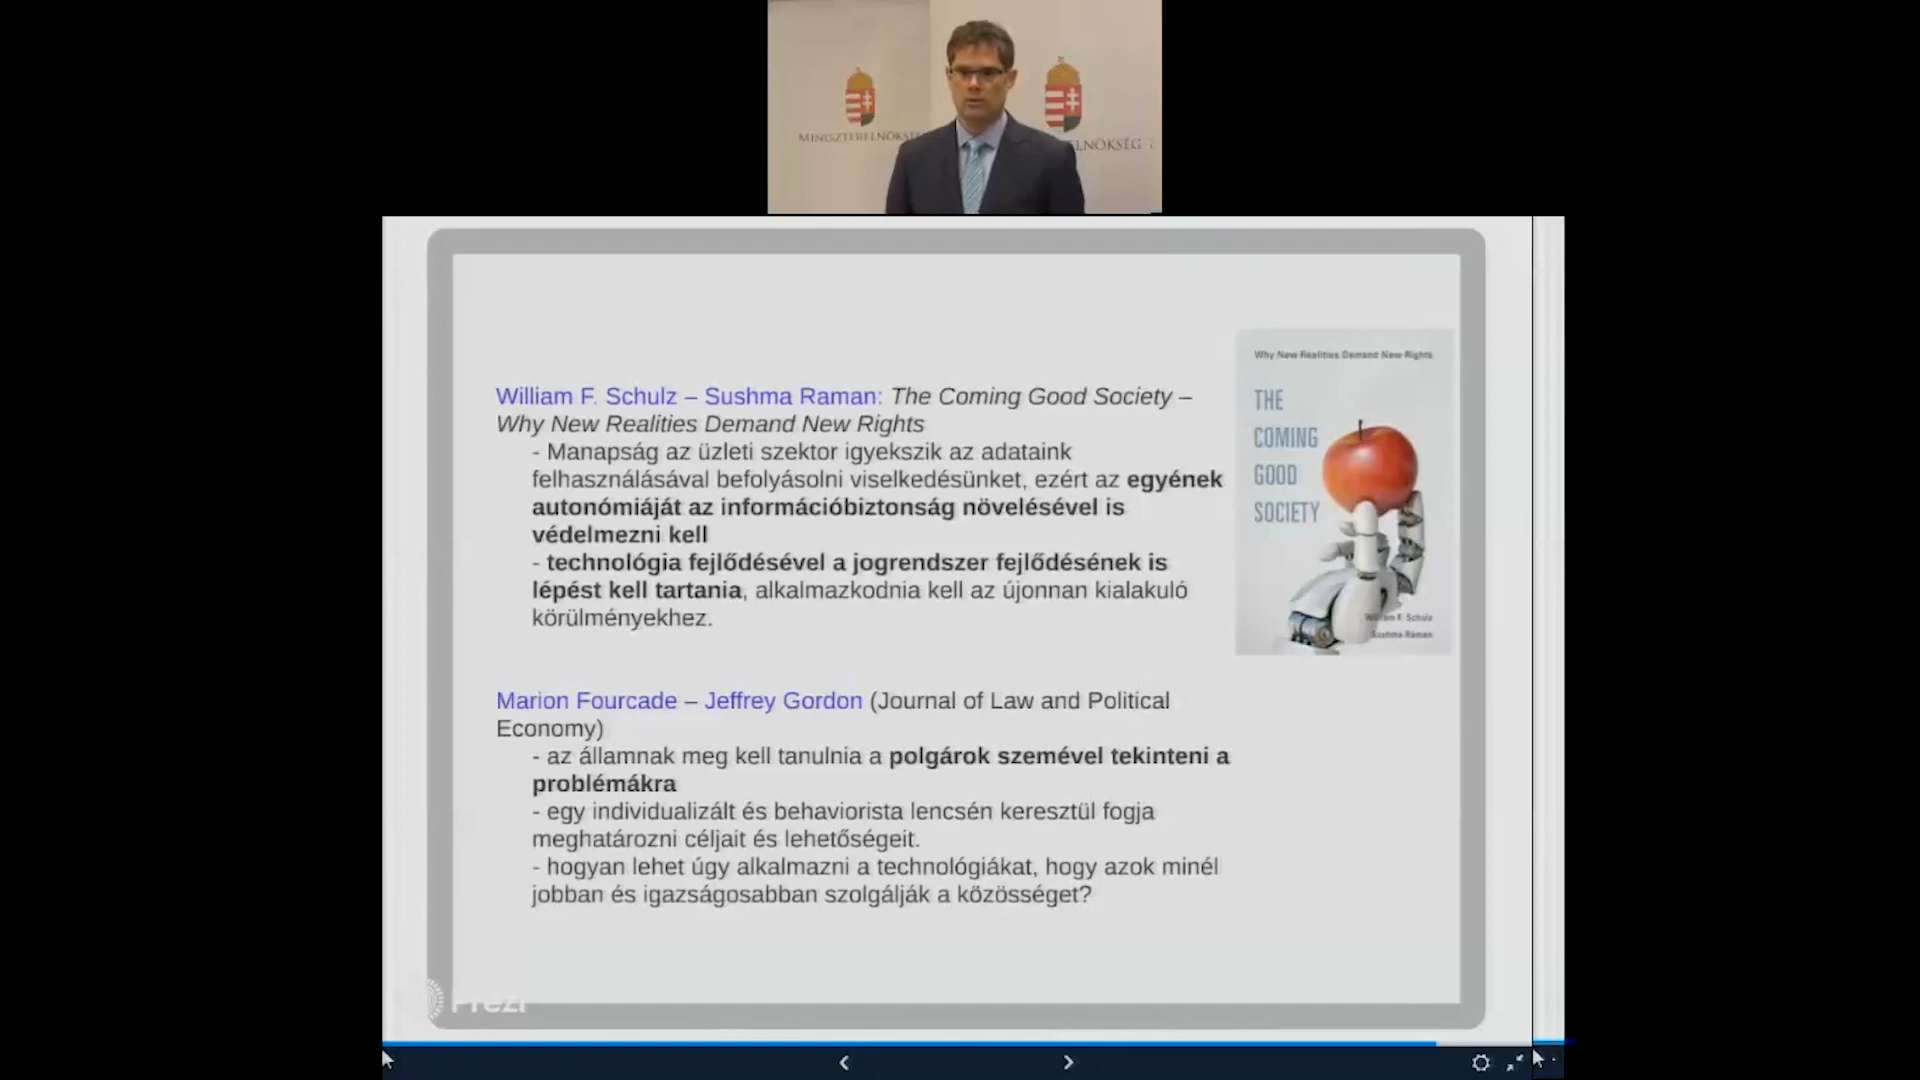 MINISZTERELNÖKSÉG
ELNÖKSÉG
William F. Schulz – Sushma Raman: The Coming Good Society –
Why New Realities Demand New Rights
- Manapság az üzleti szektor igyekszik az adataink
felhasználásával befolyásolni viselkedésünket, ezért az egyének
autonómiáját az információbiztonság növelésével is
védelmezni kell
- technológia fejlődésével a jogrendszer fejlődésének is
lépést kell tartania, alkalmazkodnia kell az újonnan kialakuló
körülményekhez.
Why New Realities Demand New Rights
THE
COMING
GOOD
SOCIETY
William F. Schulz
Sushma Raman
Marion Fourcade – Jeffrey Gordon (Journal of Law and Political
Economy)
- az államnak meg kell tanulnia a polgárok szemével tekinteni a
problémákra
- egy individualizált és behaviorista lencsén keresztül fogja
meghatározni céljait és lehetőségeit.
- hogyan lehet úgy alkalmazni a technológiákat, hogy azok minél
jobban és igazságosabban szolgálják a közösséget?
Prezi